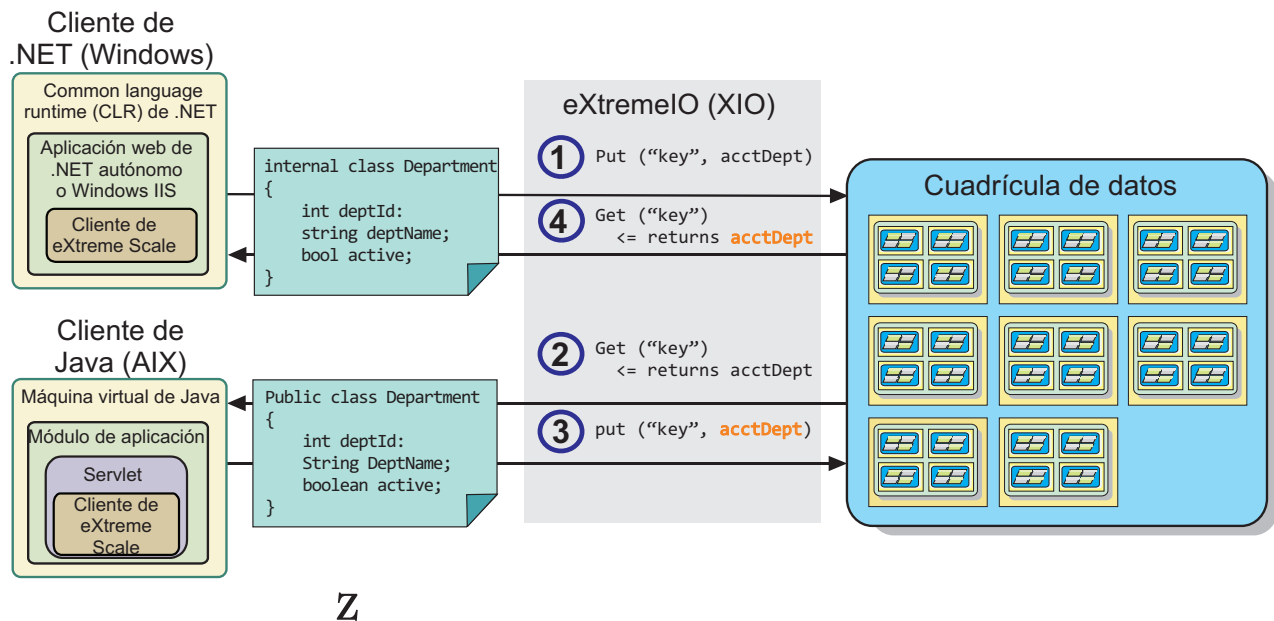 Cliente de
.NET (Windows)
Common language
runtime (CLR) de .NET
Aplicación web de
.NET autónomo
o Windows IIS
Cliente de
eXtreme Scale
internal class Department
{
int deptId:
string deptName;
bool active;
}
eXtremeIO (XIO)
1 Put (“key”, acctDept)
4 Get (“key”)
<= returns acctDept
Cuadrícula de datos
Cliente de
Java (AIX)
Máquina virtual de Java
Módulo de aplicación
Servlet
Cliente de
eXtreme
Scale
Public class Department
{
int deptId:
String DeptName;
boolean active;
}
2 Get (“key”)
<= returns acctDept
3 put (“key”, acctDept)
Z